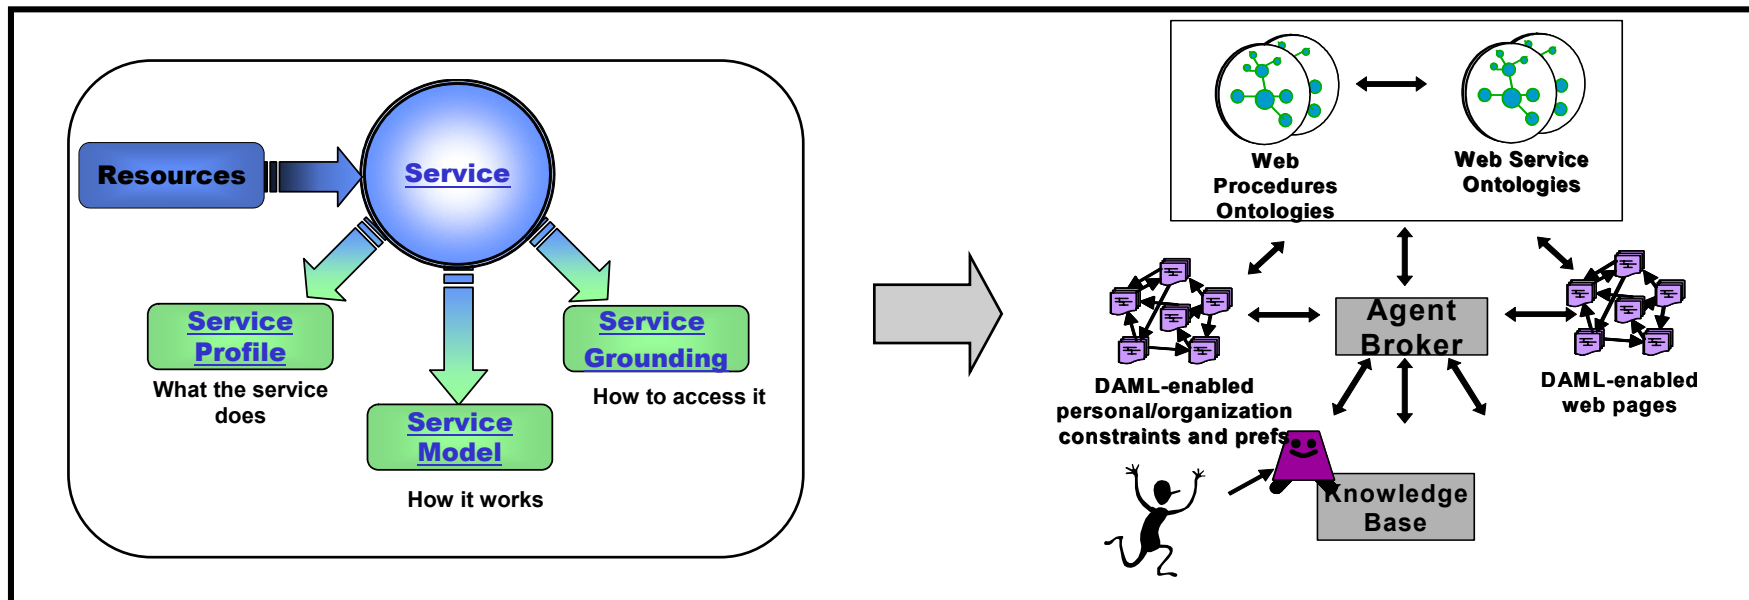 Resources
Service
Service
Profile
What the service
does
Service
Model
How it works
Service
Grounding
How to access it
Web
Procedures
Ontologies
Web Service
Ontologies
Agent
Broker
DAML-enabled
personal/organization
constraints and prefs
DAML-enabled
web pages
Knowledge
Base